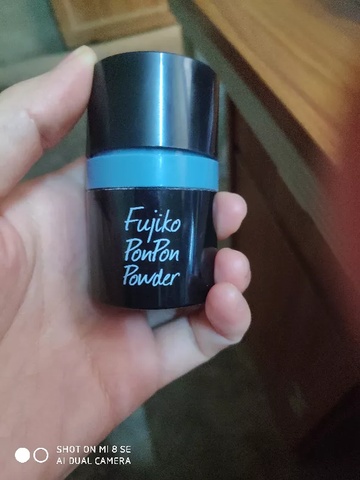 Fujiko
PonPon
Powder
SHOT ON MI 8 SE
AI DUAL CAMERA